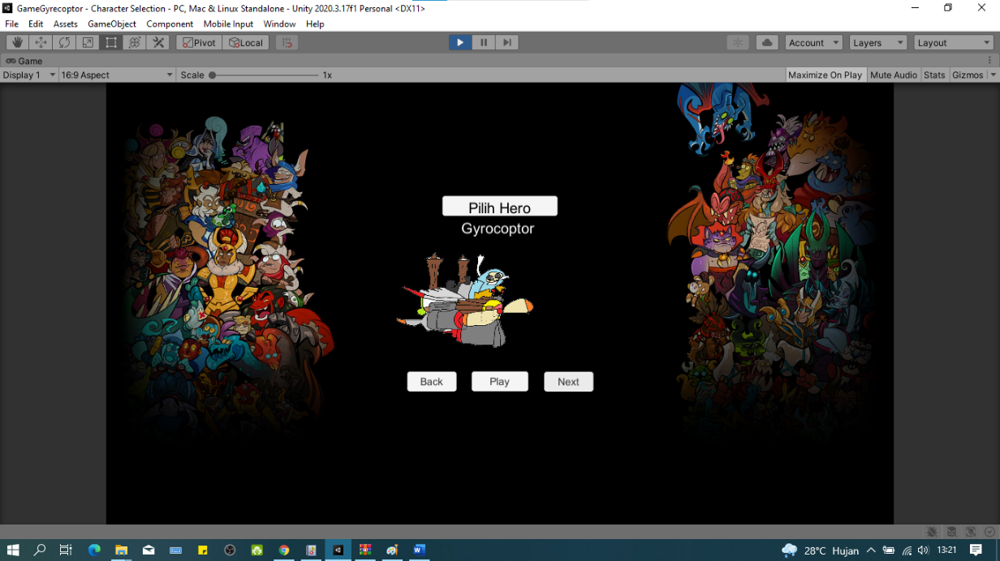 GameGyrecoptor - Character Selection - PC, Mac & Linux Standalone - Unity 2020.3.17f1 Personal <DX11>
File Edit Assets GameObject Component Mobile Input Window Help
Pivot Local Account Layers Layout
Game
Display 1 16:9 Aspect Scale 1x Maximize On Play Mute Audio Stats Gizmos
Pilih Hero
Gyrocoptor
Back Play Next
28°C Hujan 13:21